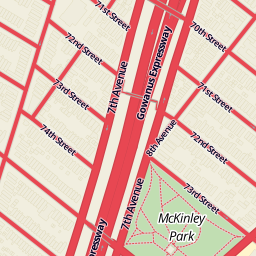 71st Street
70th Street
72nd Street
7th Avenue
Gowanus Expressway
73rd Street
71st Street
74th Street
8th Avenue
72nd Street
7th Avenue
73rd Street
McKinley
Park
pressway